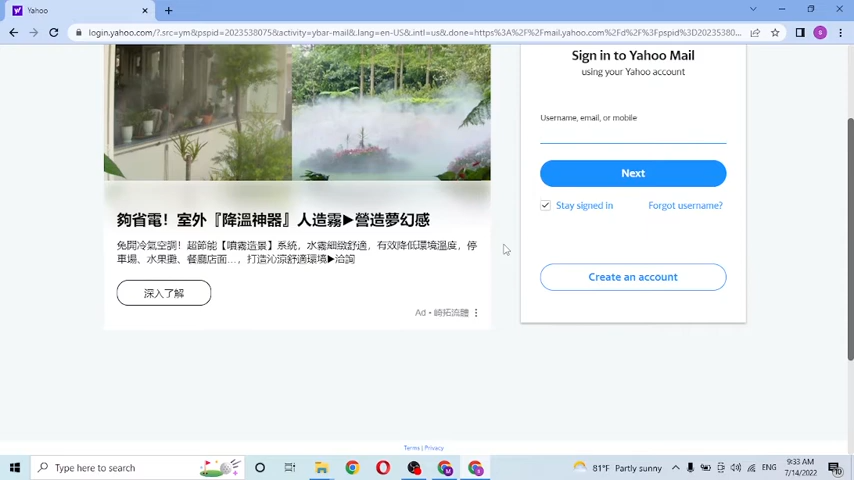 Yahoo
login.yahoo.com/?.src=ym&pspid=2023538075&activity=ybar-mail&.lang=en-US&.intl=us&.done=https%3A%2F%2Fmail.yahoo.com%2Fd%2F%3Fpspid%3D20235380...
Sign in to Yahoo Mail
using your Yahoo account
Username, email, or mobile
Next
Stay signed in
Forgot username?
Create an account
夠省電！室外『降溫神器』人造霧▶營造夢幻感
免開冷氣空調！超節能【噴霧造景】系統，水霧細緻舒適，有效降低環境溫度，停
車場、水果攤、餐廳店面...，打造沁涼舒適環境▶洽詢
深入了解
Ad • 崎拓流體
Terms | Privacy
Type here to search
81°F Partly sunny
ENG
9:33 AM
7/14/2022